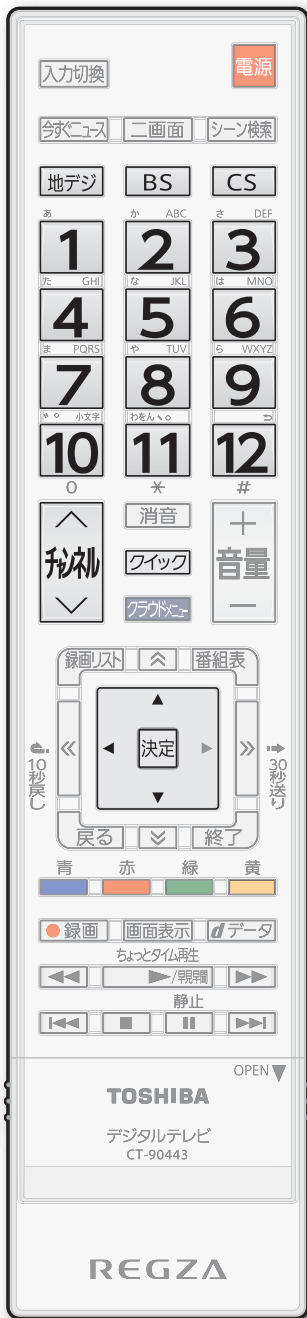 入力切換 電源
今すぐニュース 二画面 シーン検索
地デジ BS CS
あ か ABC さ DEF
1 2 3
た GHI な JKL は MNO
4 5 6
ま PQRS や TUV ら WXYZ
7 8 9
゛゜ 小文字 わをん、。
10 11 12
0 * #
チャンネル 消音 + 音量 −
クイック
クラウドメニュー
録画リスト 番組表
10秒戻し 決定 30秒送り
戻る 終了
青 赤 緑 黄
録画 画面表示 dデータ
ちょっとタイム再生
/早見早聞
静止
OPEN
TOSHIBA
デジタルテレビ
CT-90443
REGZA